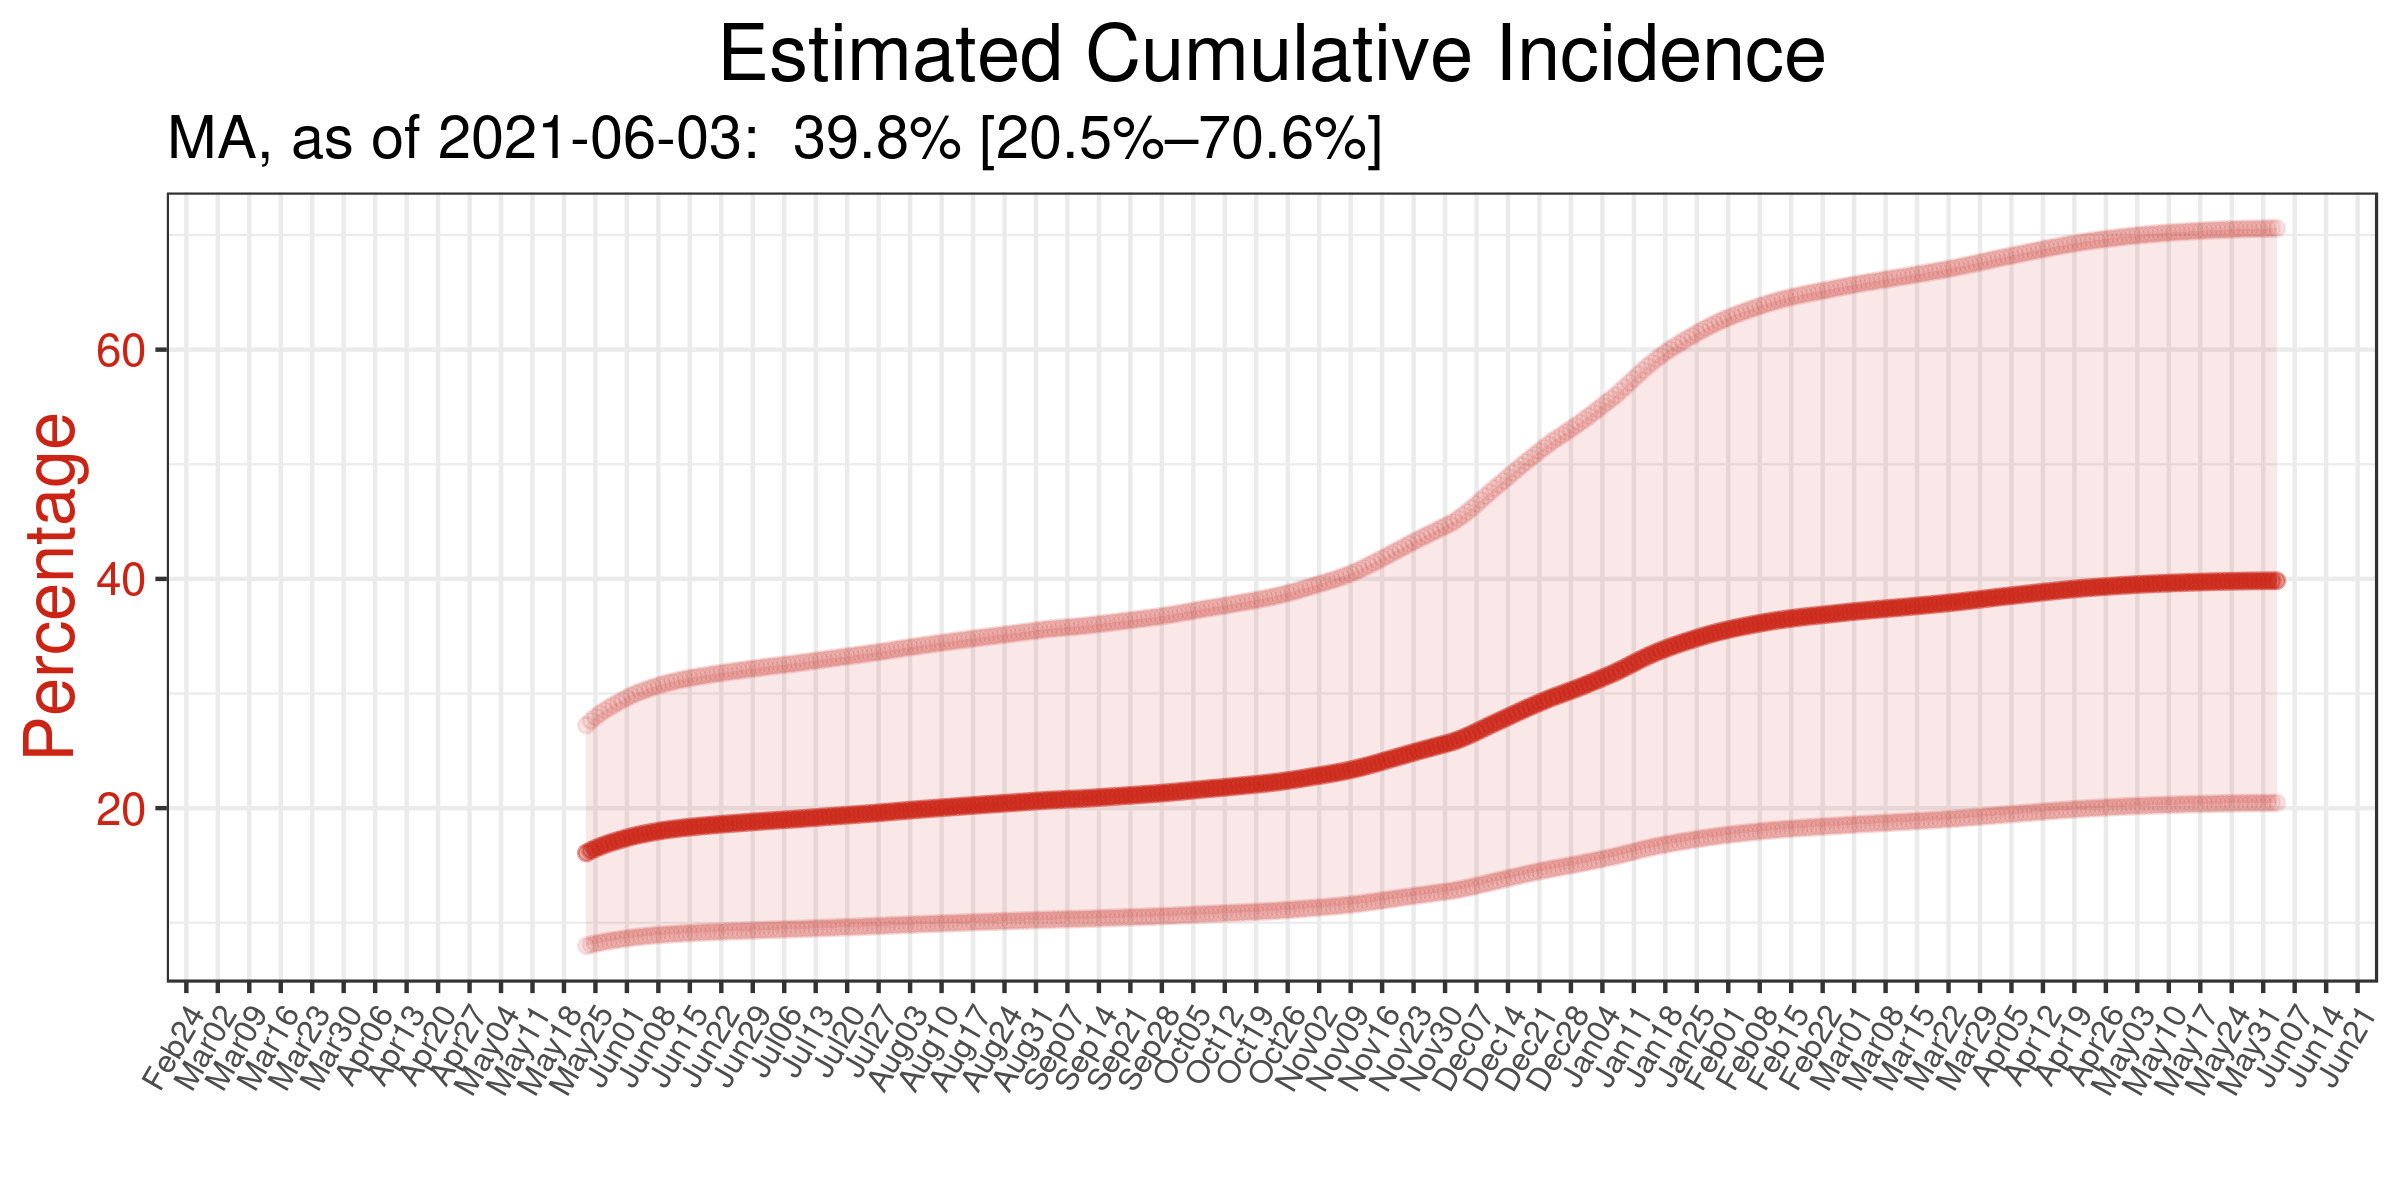 Estimated Cumulative Incidence
MA, as of 2021-06-03:  39.8% [20.5%–70.6%]
Percentage
60
40
20
Feb24
Mar02
Mar09
Mar16
Mar23
Mar30
Apr06
Apr13
Apr20
Apr27
May04
May11
May18
May25
Jun01
Jun08
Jun15
Jun22
Jun29
Jul06
Jul13
Jul20
Jul27
Aug03
Aug10
Aug17
Aug24
Aug31
Sep07
Sep14
Sep21
Sep28
Oct05
Oct12
Oct19
Oct26
Nov02
Nov09
Nov16
Nov23
Nov30
Dec07
Dec14
Dec21
Dec28
Jan04
Jan11
Jan18
Jan25
Feb01
Feb08
Feb15
Feb22
Mar01
Mar08
Mar15
Mar22
Mar29
Apr05
Apr12
Apr19
Apr26
May03
May10
May17
May24
May31
Jun07
Jun14
Jun21